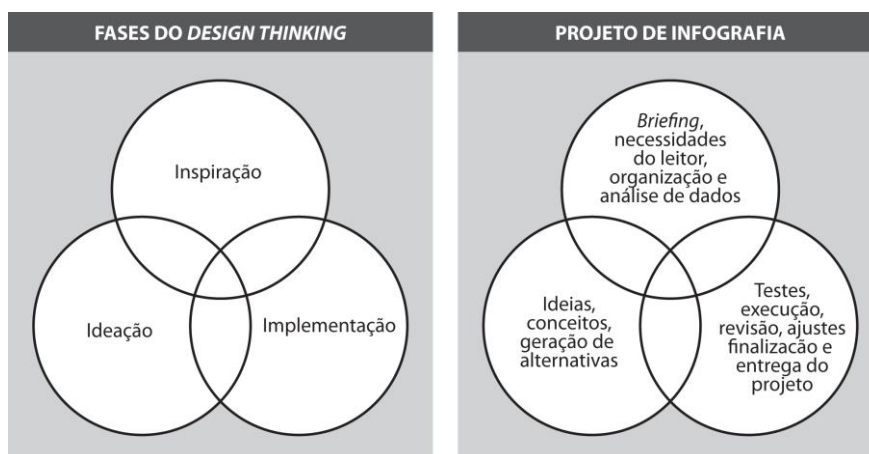 FASES DO DESIGN THINKING
Inspiração
Ideação
Implementação
PROJETO DE INFOGRAFIA
Briefing,
necessidades
do leitor,
organização e
análise de dados
Ideias,
conceitos,
geração de
alternativas
Testes,
execução,
revisão, ajustes
finalizacão e
entrega do
projeto